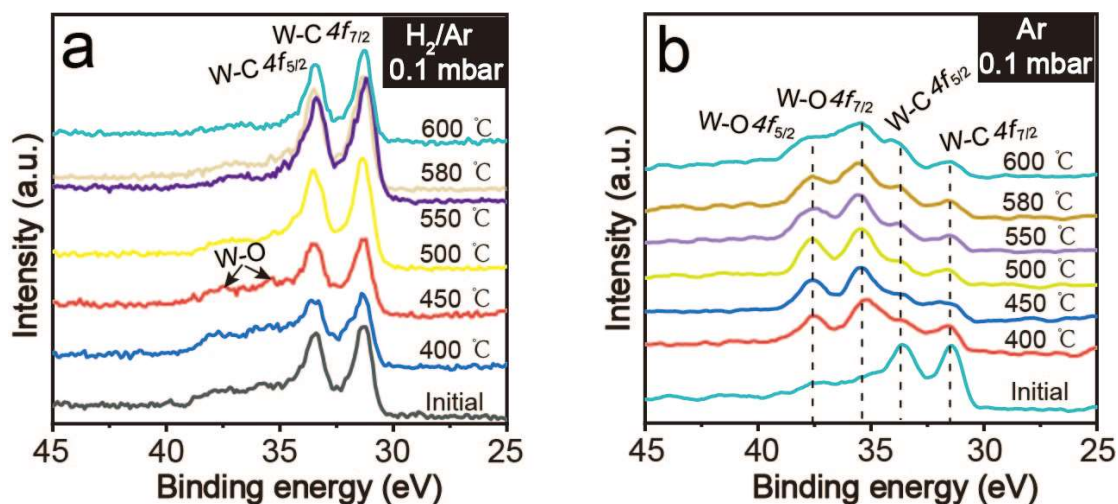 a
W-C 4f7/2
W-C 4f5/2
H2/Ar
0.1 mbar
600 ℃
580 ℃
550 ℃
500 ℃
W-O
450 ℃
400 ℃
Initial
Intensity (a.u.)
45 40 35 30 25
Binding energy (eV)
b
Ar
0.1 mbar
W-O 4f7/2
W-O 4f5/2
W-C 4f5/2
W-C 4f7/2
600 ℃
580 ℃
550 ℃
500 ℃
450 ℃
400 ℃
Initial
Intensity (a.u.)
45 40 35 30 25
Binding energy (eV)